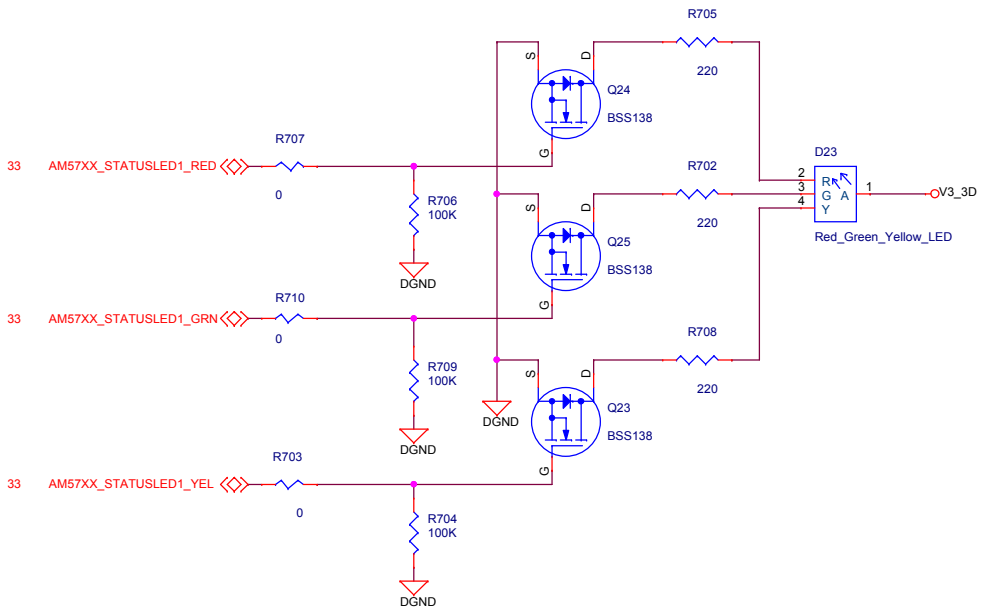 R705
S
D
220
Q24
BSS138
R707
G
33 AM57XX_STATUSLED1_RED
0
R706
100K
DGND
R702
S
D
220
Q25
BSS138
D23
2
3
4
R
G A
Y
1
V3_3D
Red_Green_Yellow_LED
R710
G
33 AM57XX_STATUSLED1_GRN
0
R709
100K
DGND
R708
S
D
220
DGND
Q23
BSS138
R703
G
33 AM57XX_STATUSLED1_YEL
0
R704
100K
DGND